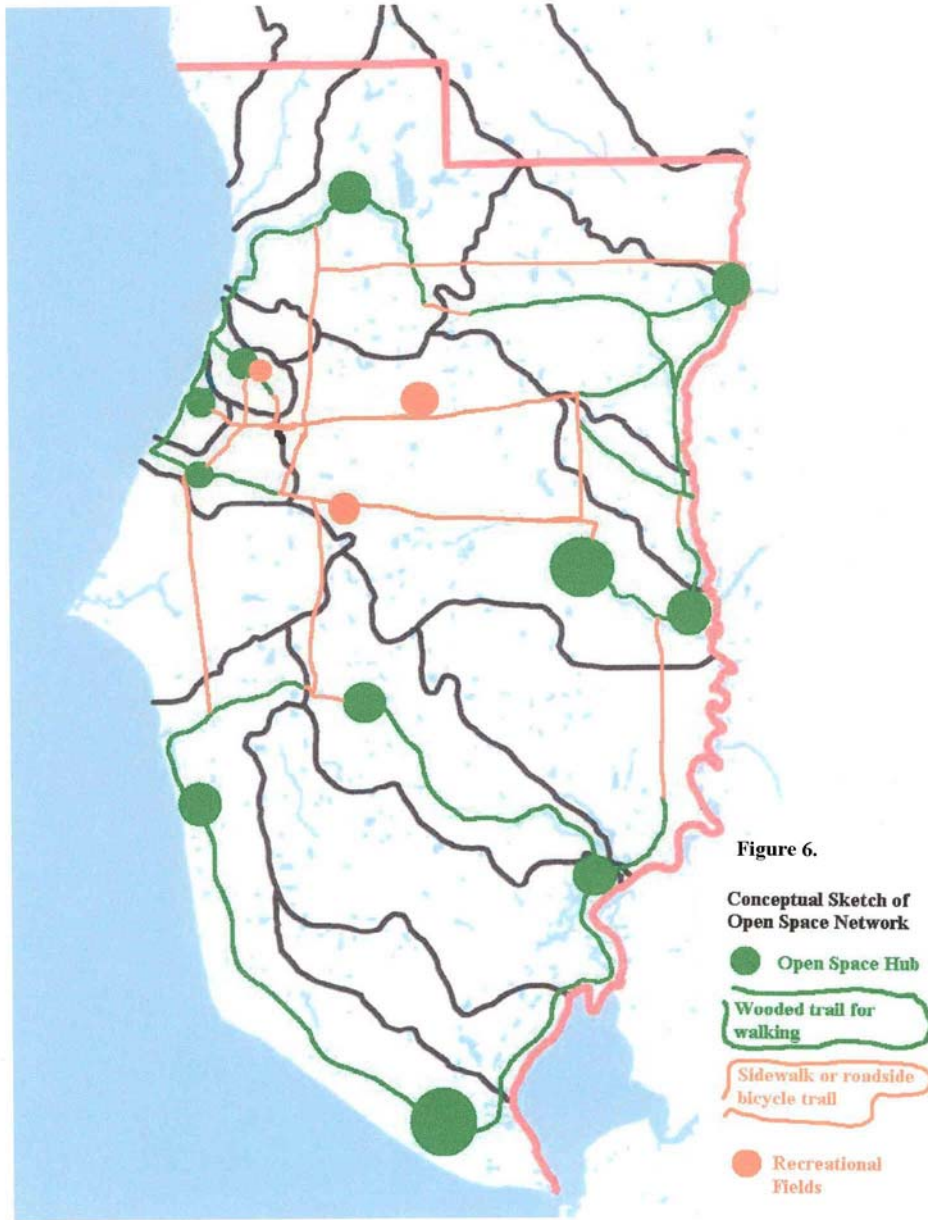 Figure 6.
Conceptual Sketch of
Open Space Network
Open Space Hub
Wooded trail for
walking
Sidewalk or roadside
bicycle trail
Recreational
Fields